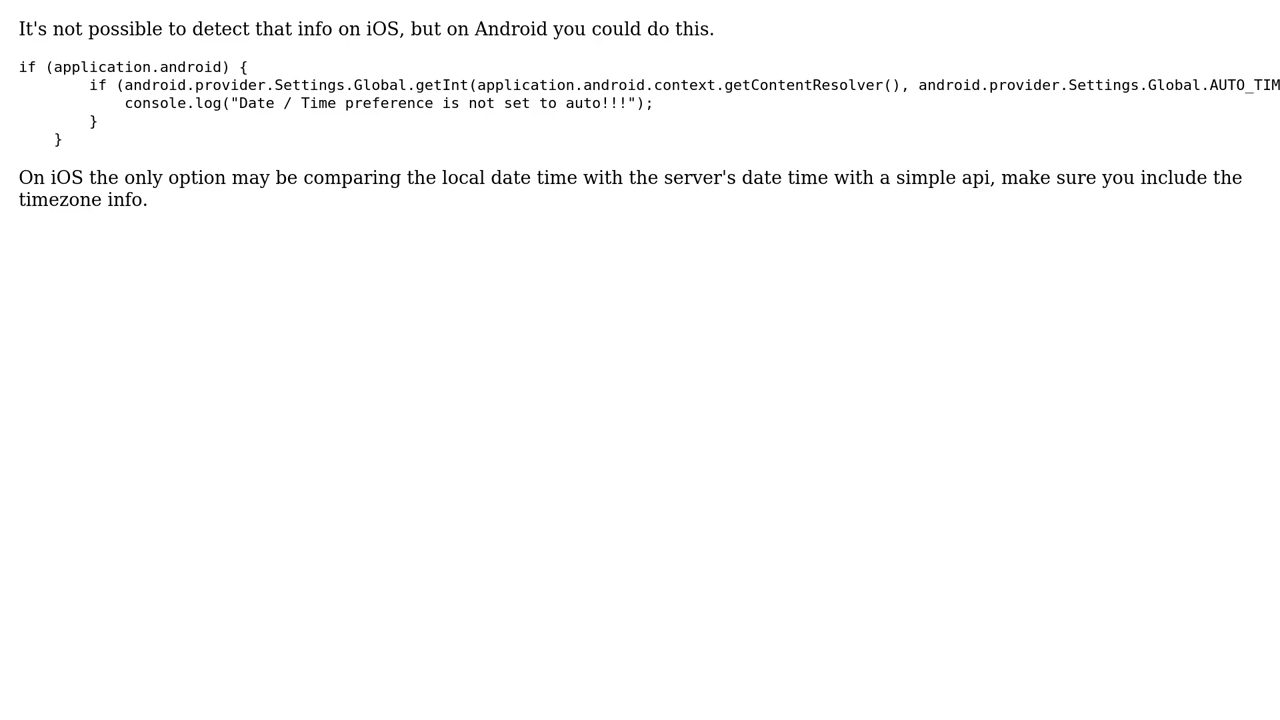 It's not possible to detect that info on iOS, but on Android you could do this.
if (application.android) {
        if (android.provider.Settings.Global.getInt(application.android.context.getContentResolver(), android.provider.Settings.Global.AUTO_TIM
            console.log("Date / Time preference is not set to auto!!!");
        }
    }
On iOS the only option may be comparing the local date time with the server's date time with a simple api, make sure you include the
timezone info.